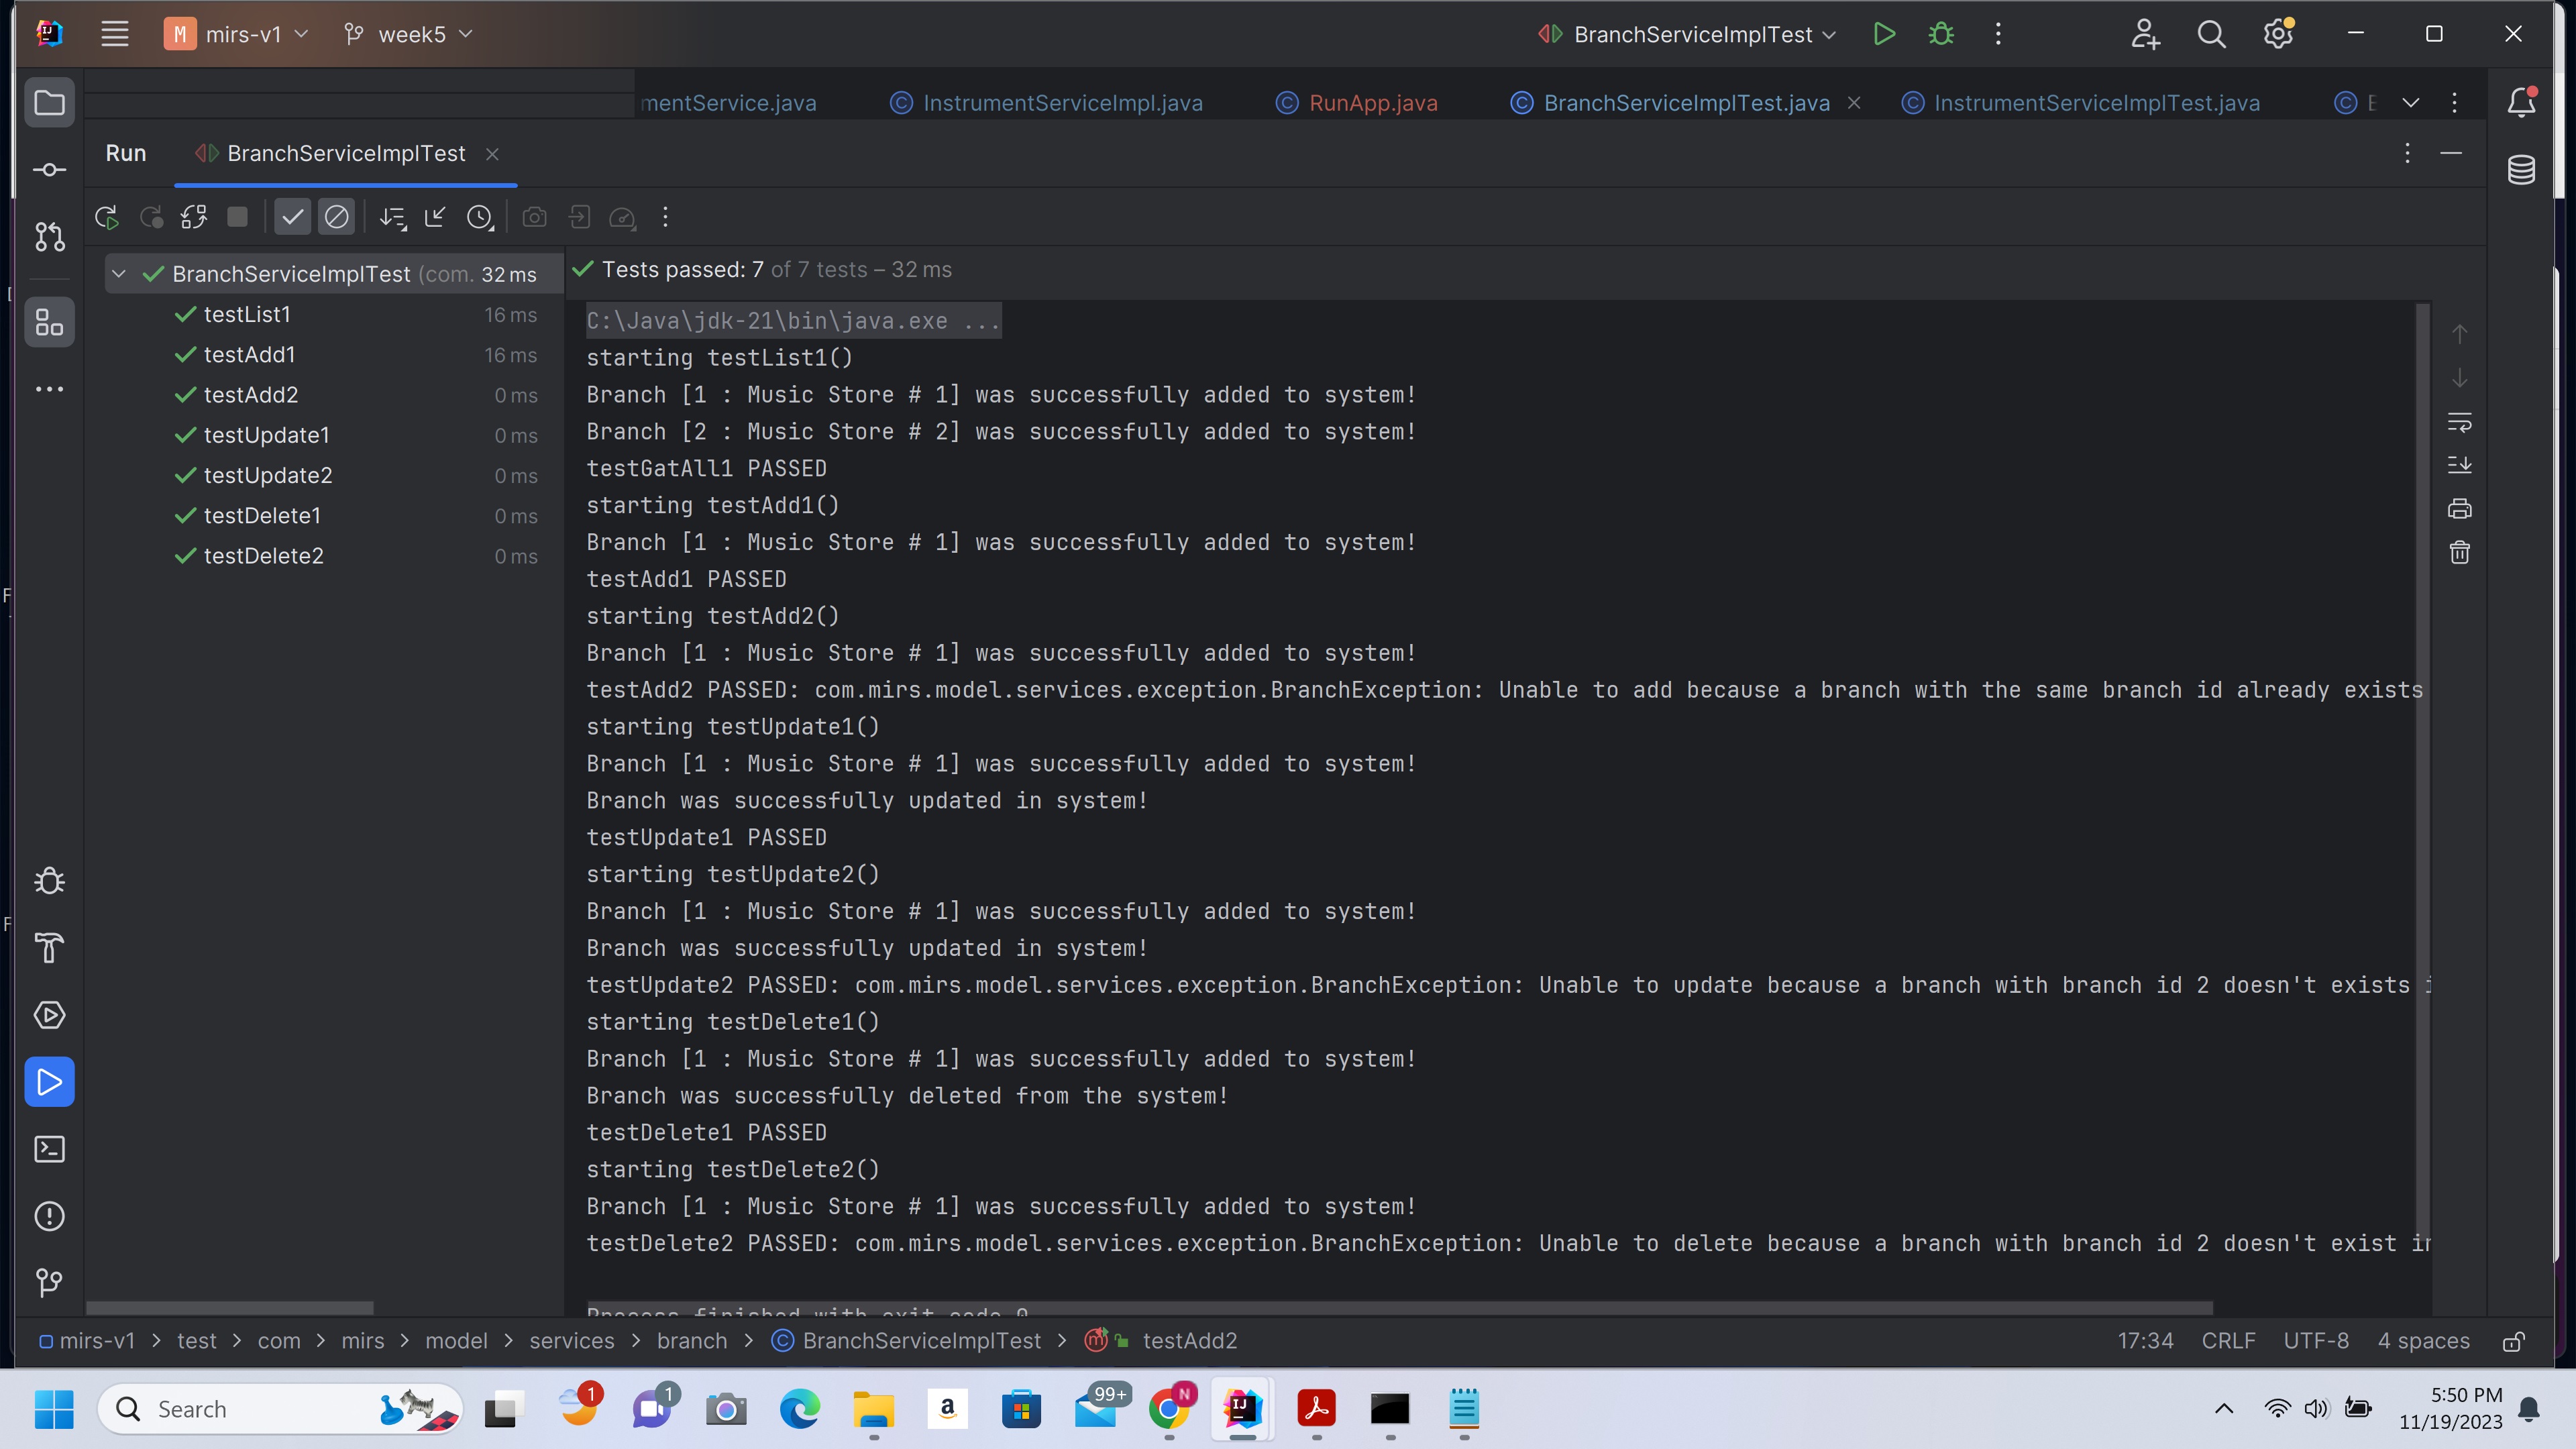 M mirs-v1 week5 BranchServiceImplTest
mentService.java InstrumentServiceImpl.java RunApp.java BranchServiceImplTest.java InstrumentServiceImplTest.java
Run BranchServiceImplTest
BranchServiceImplTest (com. 32 ms
testList1 16 ms
testAdd1 16 ms
testAdd2 0 ms
testUpdate1 0 ms
testUpdate2 0 ms
testDelete1 0 ms
testDelete2 0 ms
Tests passed: 7 of 7 tests – 32 ms
C:\Java\jdk-21\bin\java.exe ...
starting testList1()
Branch [1 : Music Store # 1] was successfully added to system!
Branch [2 : Music Store # 2] was successfully added to system!
testGatAll1 PASSED
starting testAdd1()
Branch [1 : Music Store # 1] was successfully added to system!
testAdd1 PASSED
starting testAdd2()
Branch [1 : Music Store # 1] was successfully added to system!
testAdd2 PASSED: com.mirs.model.services.exception.BranchException: Unable to add because a branch with the same branch id already exists
starting testUpdate1()
Branch [1 : Music Store # 1] was successfully added to system!
Branch was successfully updated in system!
testUpdate1 PASSED
starting testUpdate2()
Branch [1 : Music Store # 1] was successfully added to system!
Branch was successfully updated in system!
testUpdate2 PASSED: com.mirs.model.services.exception.BranchException: Unable to update because a branch with branch id 2 doesn't exists
starting testDelete1()
Branch [1 : Music Store # 1] was successfully added to system!
Branch was successfully deleted from the system!
testDelete1 PASSED
starting testDelete2()
Branch [1 : Music Store # 1] was successfully added to system!
testDelete2 PASSED: com.mirs.model.services.exception.BranchException: Unable to delete because a branch with branch id 2 doesn't exist in
Process finished with exit code 0
mirs-v1 > test > com > mirs > model > services > branch > BranchServiceImplTest > testAdd2 17:34 CRLF UTF-8 4 spaces
Search 1 1 99+ N 5:50 PM
11/19/2023